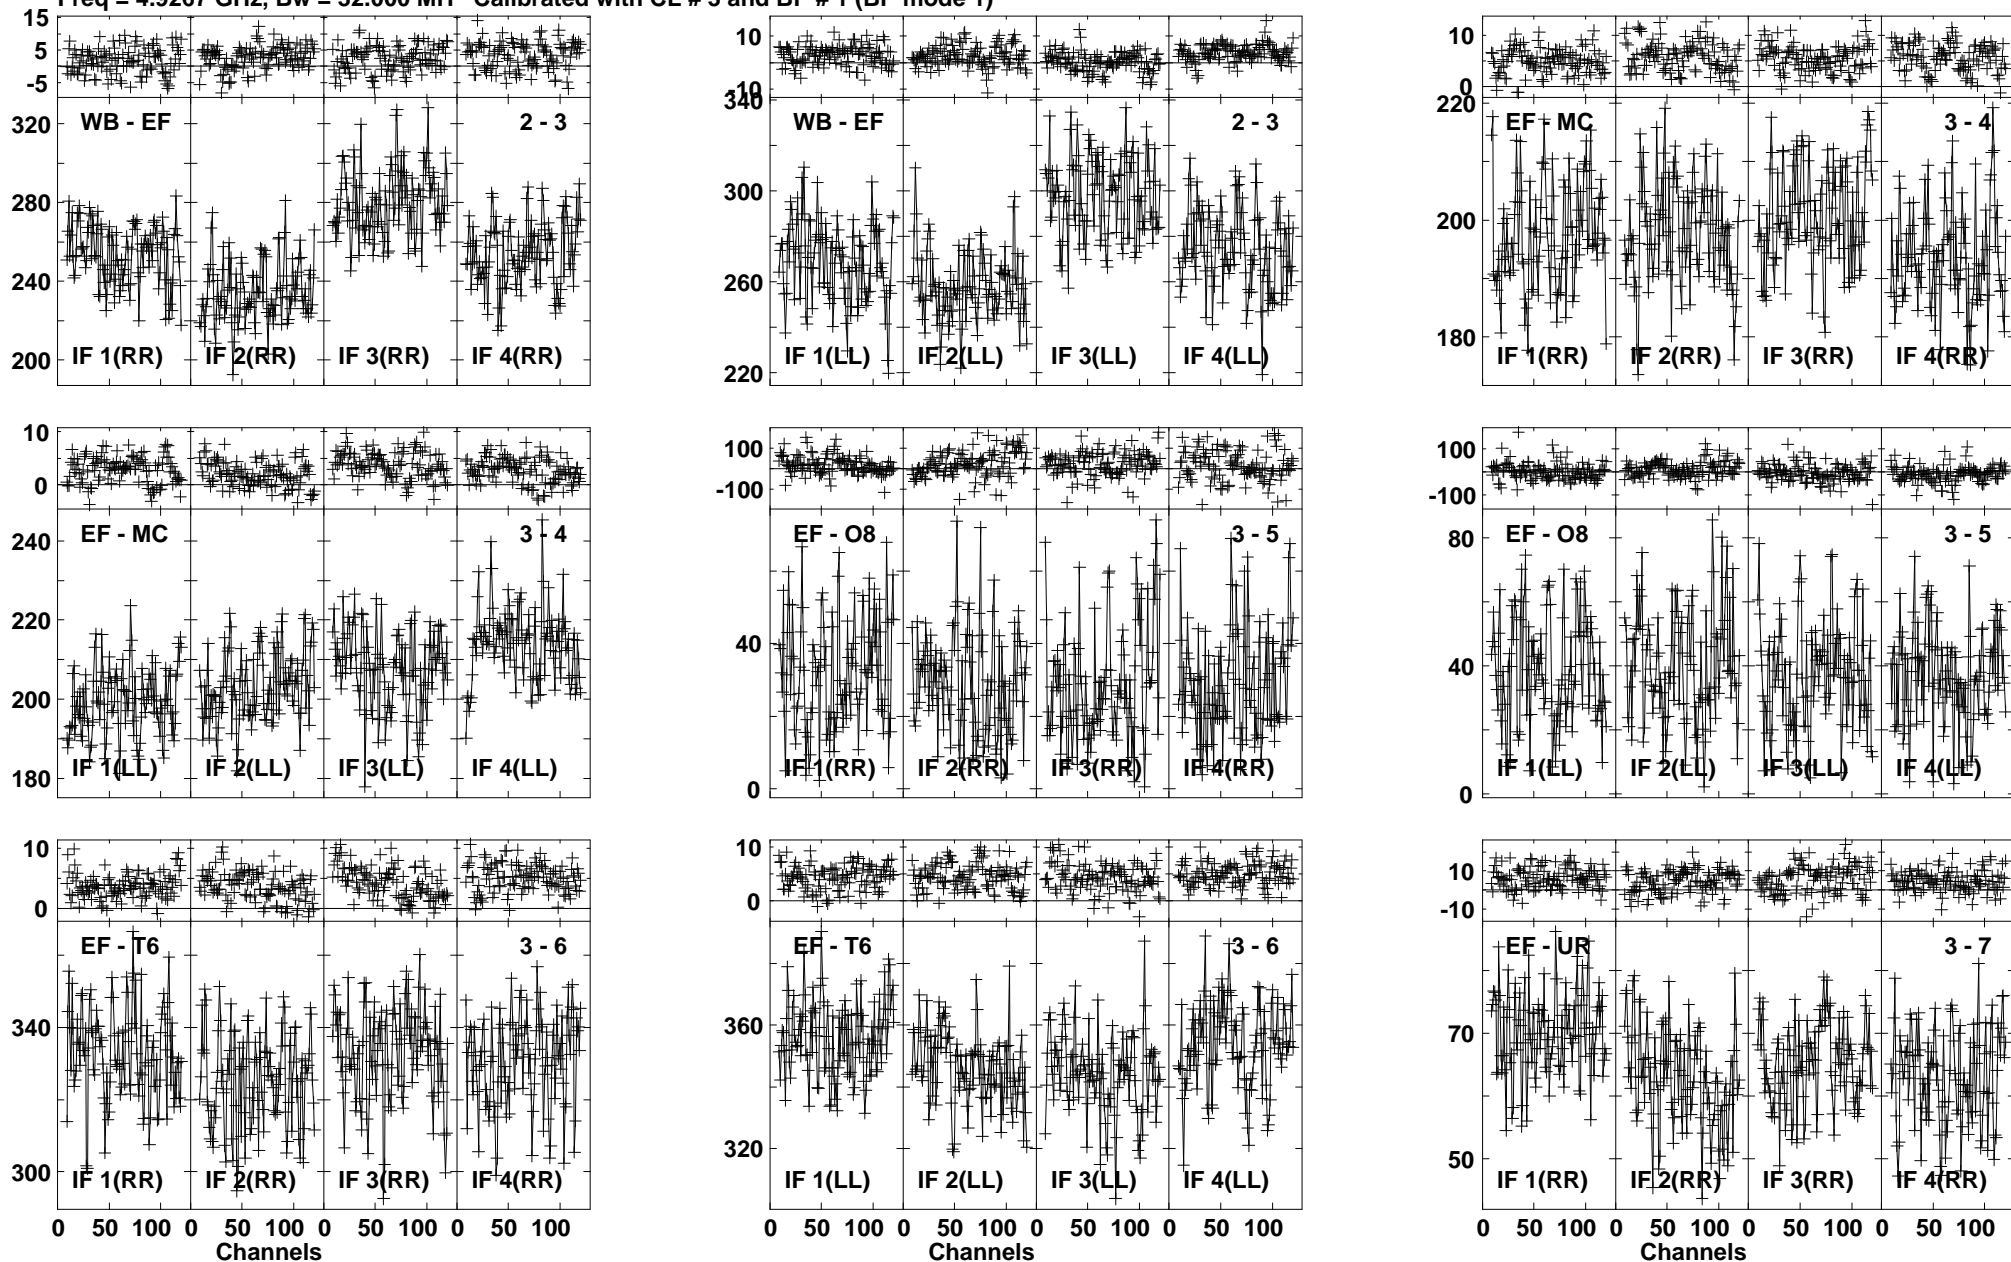 Calibrated with CL # 3 and BP # 1 (BP mode 1)
15
5
-5
320
280
240
200
WB - EF
2 - 3
IF 1(RR)
IF 2(RR)
IF 3(RR)
IF 4(RR)
10
-10
340
300
260
220
WB - EF
2 - 3
IF 1(LL)
IF 2(LL)
IF 3(LL)
IF 4(LL)
10
0
220
200
180
EF - MC
3 - 4
IF 1(RR)
IF 2(RR)
IF 3(RR)
IF 4(RR)
10
0
240
220
200
180
EF - MC
3 - 4
IF 1(LL)
IF 2(LL)
IF 3(LL)
IF 4(LL)
100
-100
40
0
EF - O8
3 - 5
IF 1(RR)
IF 2(RR)
IF 3(RR)
IF 4(RR)
100
-100
80
40
0
EF - O8
3 - 5
IF 1(LL)
IF 2(LL)
IF 3(LL)
IF 4(LL)
10
0
340
300
EF - T6
3 - 6
IF 1(RR)
IF 2(RR)
IF 3(RR)
IF 4(RR)
0 50 100 0 50 100 0 50 100 0 50 100
Channels
10
0
360
320
EF - T6
3 - 6
IF 1(LL)
IF 2(LL)
IF 3(LL)
IF 4(LL)
0 50 100 0 50 100 0 50 100 0 50 100
Channels
10
-10
70
50
EF - UR
3 - 7
IF 1(RR)
IF 2(RR)
IF 3(RR)
IF 4(RR)
0 50 100 0 50 100 0 50 100 0 50 100
Channels